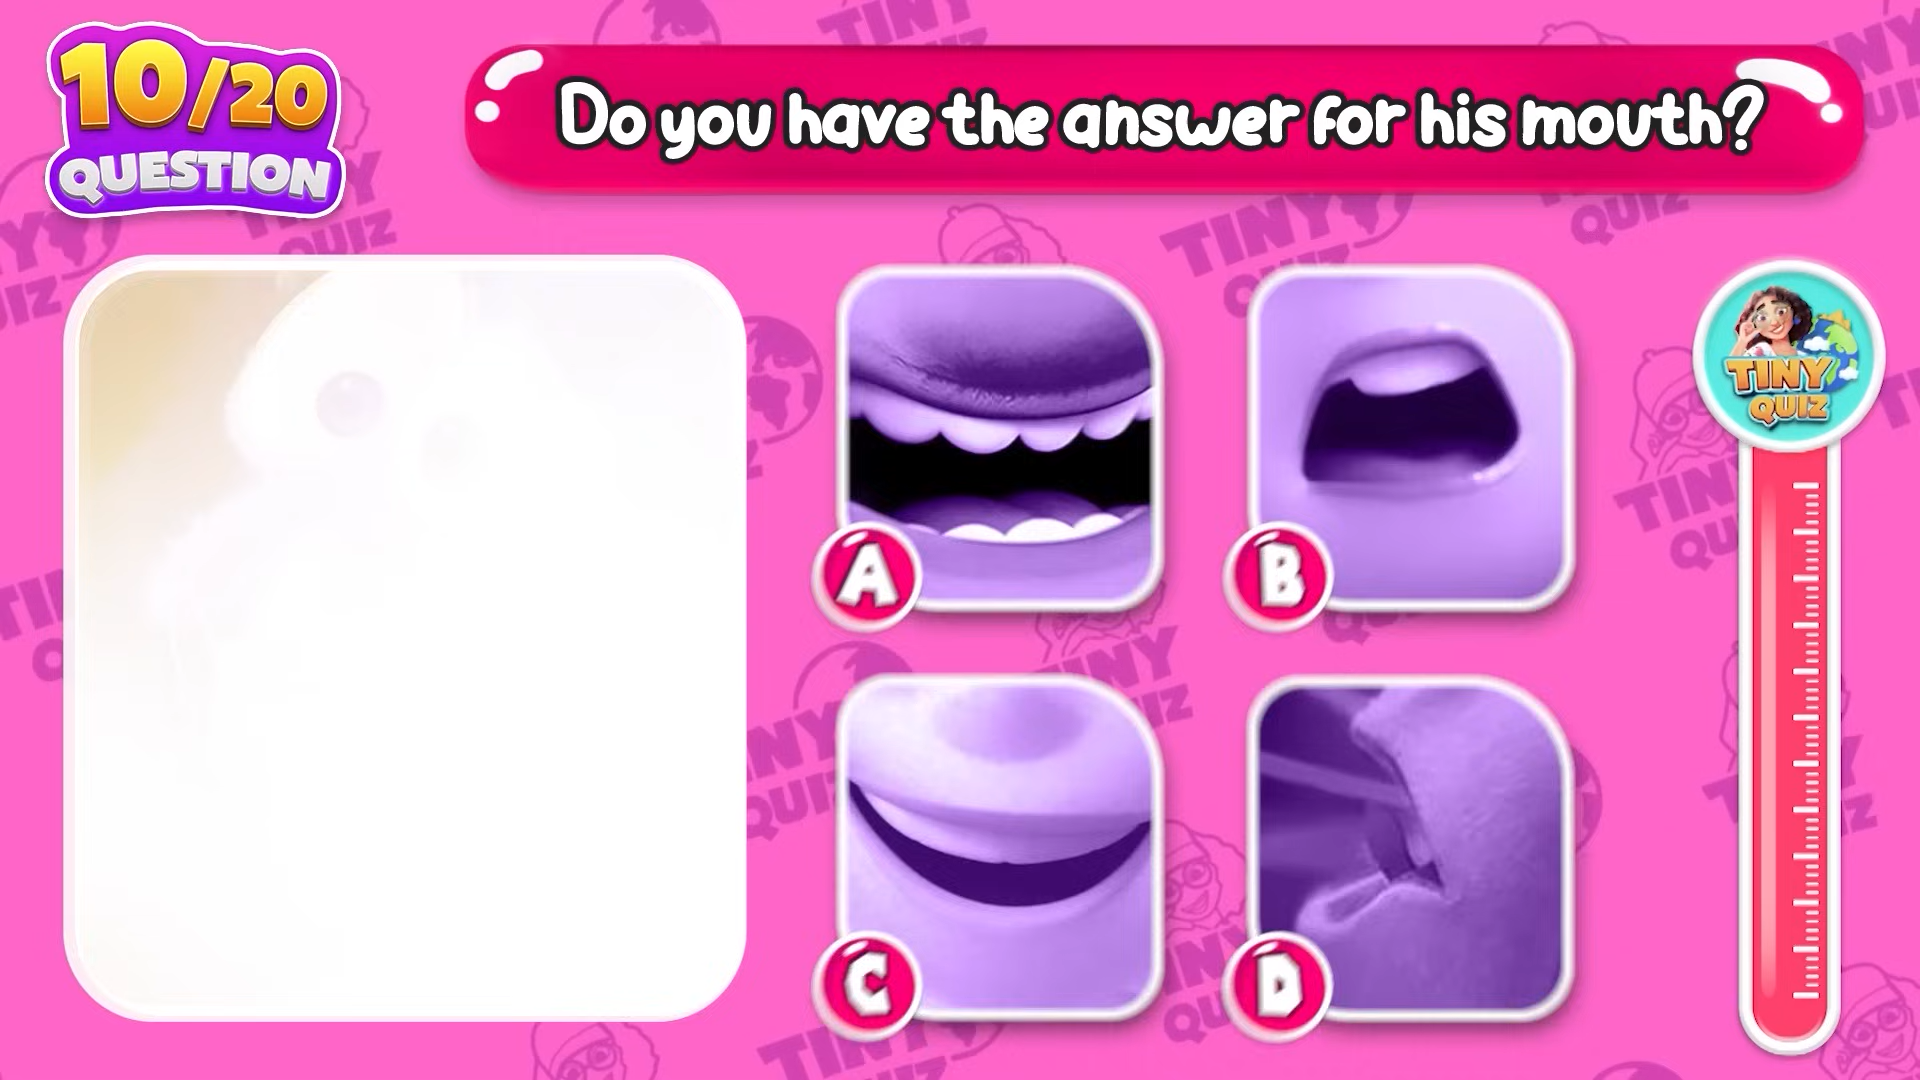 10/20
QUESTION
Do you have the answer for his mouth?
A
B
C
D
TINY
QUIZ